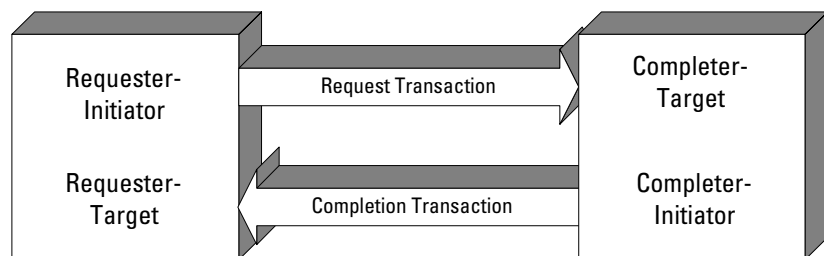 Requester-
Initiator
Request Transaction
Completer-
Target
Requester-
Target
Completion Transaction
Completer-
Initiator